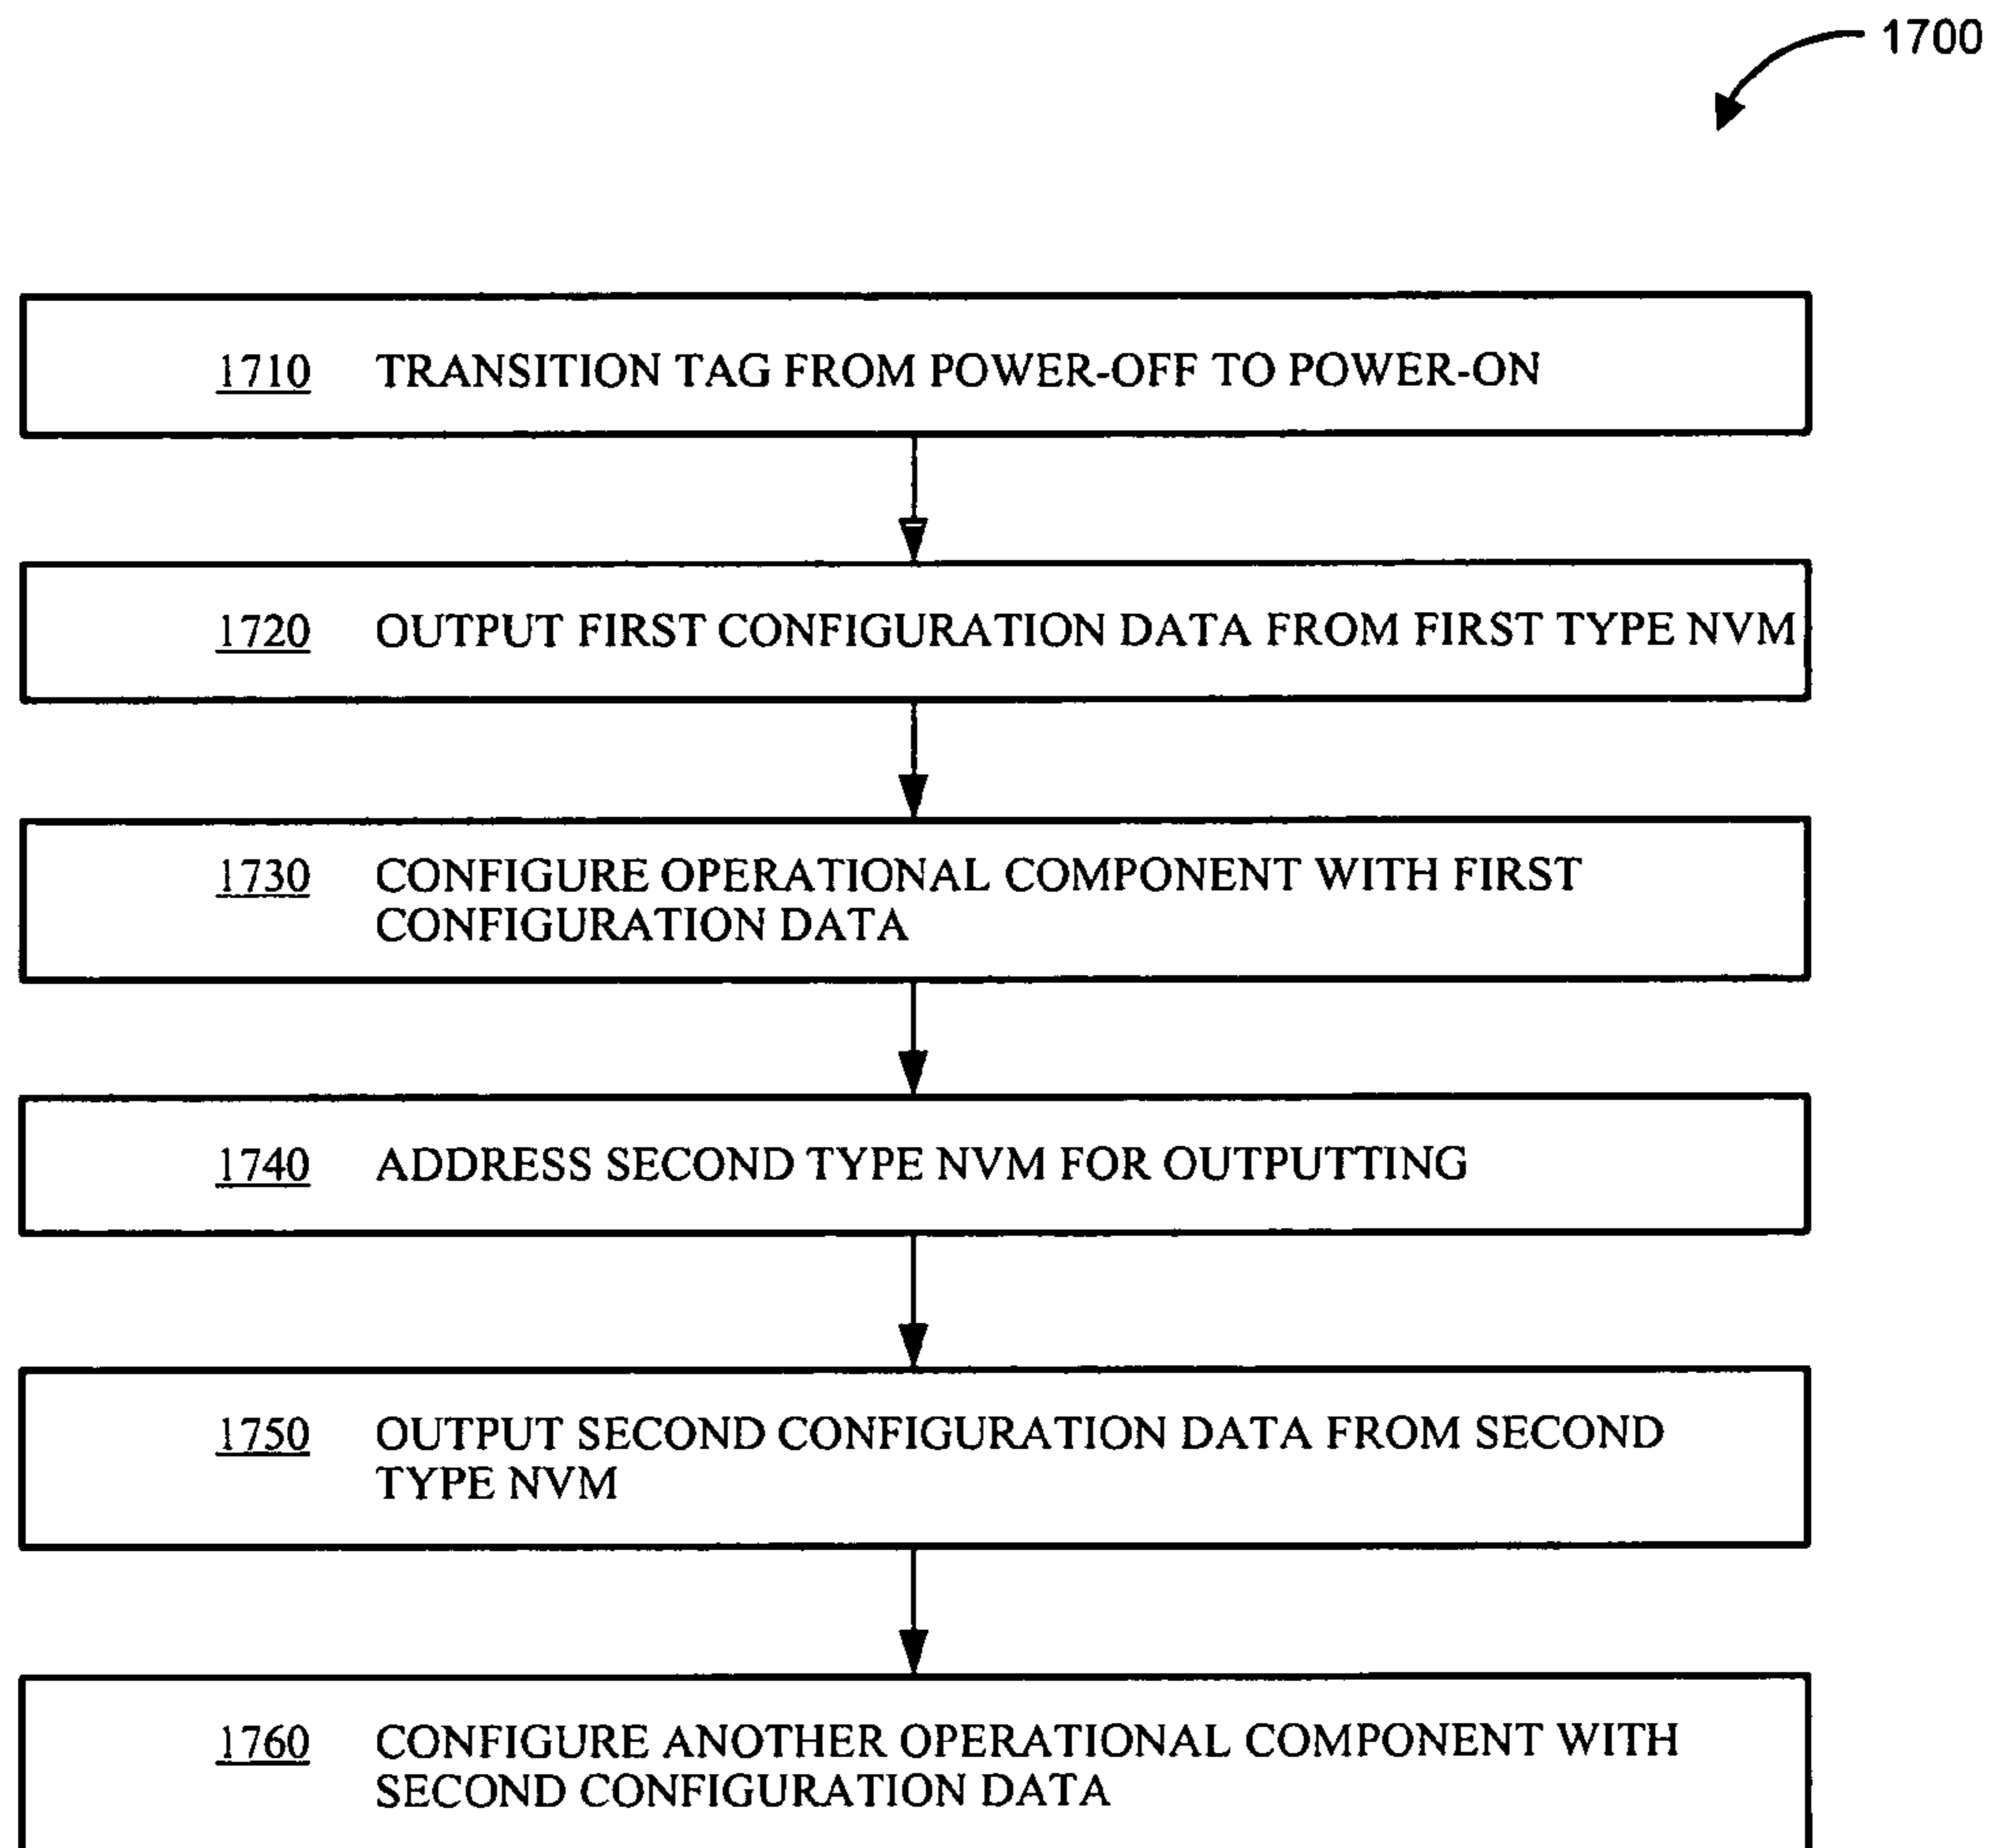 1700
1710 TRANSITION TAG FROM POWER-OFF TO POWER-ON
1720 OUTPUT FIRST CONFIGURATION DATA FROM FIRST TYPE NVM
1730 CONFIGURE OPERATIONAL COMPONENT WITH FIRST
CONFIGURATION DATA
1740 ADDRESS SECOND TYPE NVM FOR OUTPUTTING
1750 OUTPUT SECOND CONFIGURATION DATA FROM SECOND
TYPE NVM
1760 CONFIGURE ANOTHER OPERATIONAL COMPONENT WITH
SECOND CONFIGURATION DATA